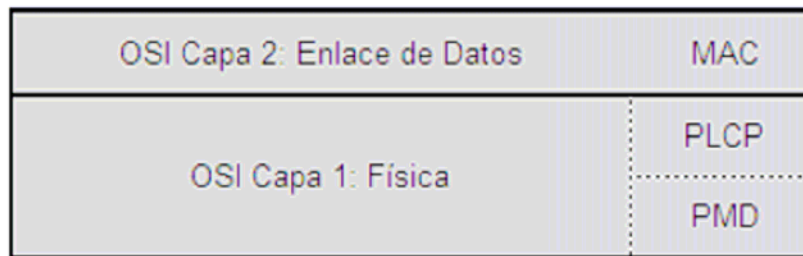 OSI Capa 2: Enlace de Datos MAC
OSI Capa 1: Física
PLCP
PMD